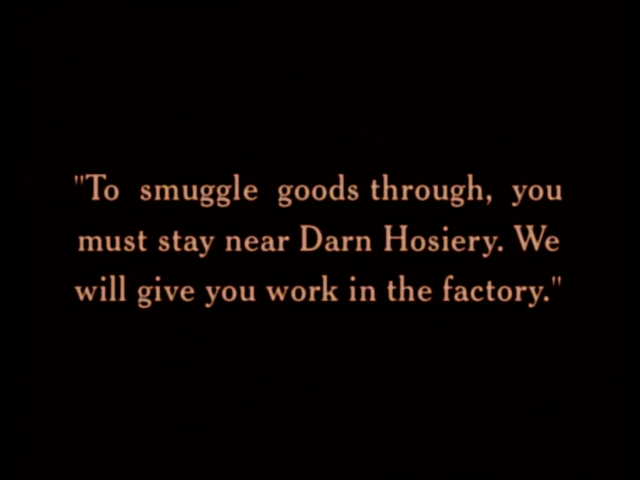 "To smuggle goods through, you
must stay near Darn Hosiery. We
will give you work in the factory."